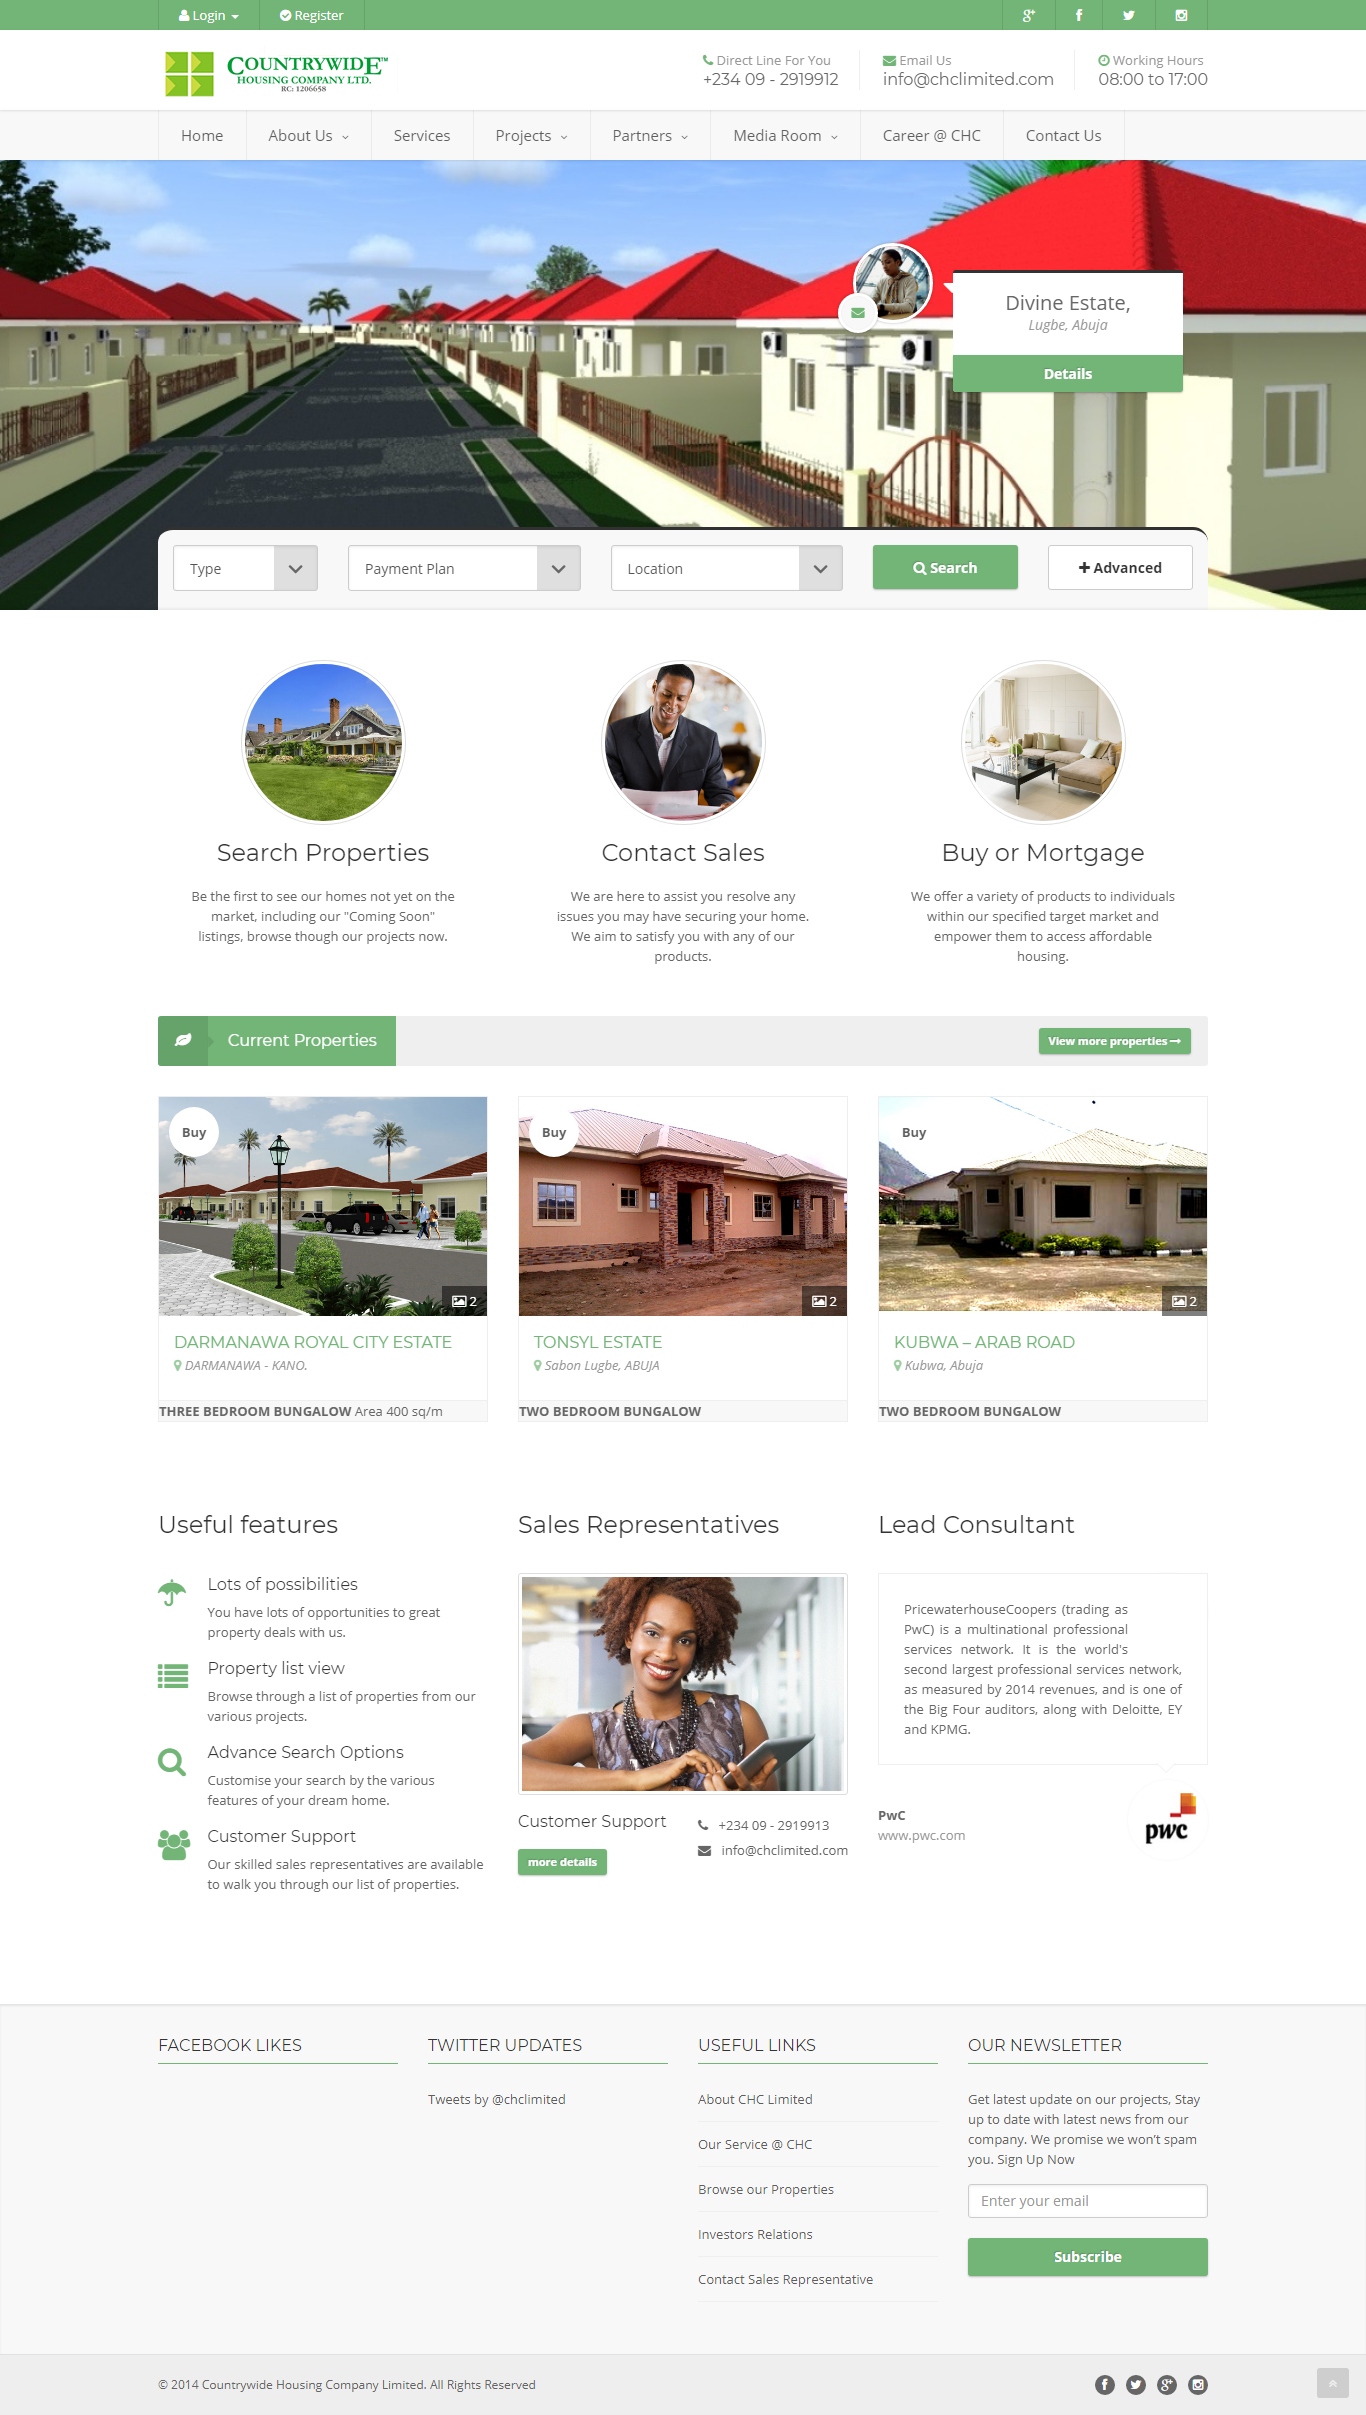 Login
Register
COUNTRYWIDE™
HOUSING COMPANY LTD.
RC: 1206658
Direct Line For You
+234 09 - 2919912
Email Us
info@chclimited.com
Working Hours
08:00 to 17:00
Home
About Us
Services
Projects
Partners
Media Room
Career @ CHC
Contact Us
Divine Estate,
Lugbe, Abuja
Details
Type
Payment Plan
Location
Search
Advanced
Search Properties
Be the first to see our homes not yet on the
market, including our "Coming Soon"
listings, browse though our projects now.
Contact Sales
We are here to assist you resolve any
issues you may have securing your home.
We aim to satisfy you with any of our
products.
Buy or Mortgage
We offer a variety of products to individuals
within our specified target market and
empower them to access affordable
housing.
Current Properties
View more properties
Buy
2
DARMANAWA ROYAL CITY ESTATE
DARMANAWA - KANO.
THREE BEDROOM BUNGALOW Area 400 sq/m
Buy
2
TONSYL ESTATE
Sabon Lugbe, ABUJA
TWO BEDROOM BUNGALOW
Buy
2
KUBWA – ARAB ROAD
Kubwa, Abuja
TWO BEDROOM BUNGALOW
Useful features
Lots of possibilities
You have lots of opportunities to great
property deals with us.
Property list view
Browse through a list of properties from our
various projects.
Advance Search Options
Customise your search by the various
features of your dream home.
Customer Support
Our skilled sales representatives are available
to walk you through our list of properties.
Sales Representatives
Customer Support
more details
+234 09 - 2919913
info@chclimited.com
Lead Consultant
PricewaterhouseCoopers (trading as
PwC) is a multinational professional
services network. It is the world's
second largest professional services network,
as measured by 2014 revenues, and is one of
the Big Four auditors, along with Deloitte, EY
and KPMG.
PwC
www.pwc.com
pwc
FACEBOOK LIKES
TWITTER UPDATES
Tweets by @chclimited
USEFUL LINKS
About CHC Limited
Our Service @ CHC
Browse our Properties
Investors Relations
Contact Sales Representative
OUR NEWSLETTER
Get latest update on our projects, Stay
up to date with latest news from our
company. We promise we won't spam
you. Sign Up Now
Enter your email
Subscribe
© 2014 Countrywide Housing Company Limited. All Rights Reserved